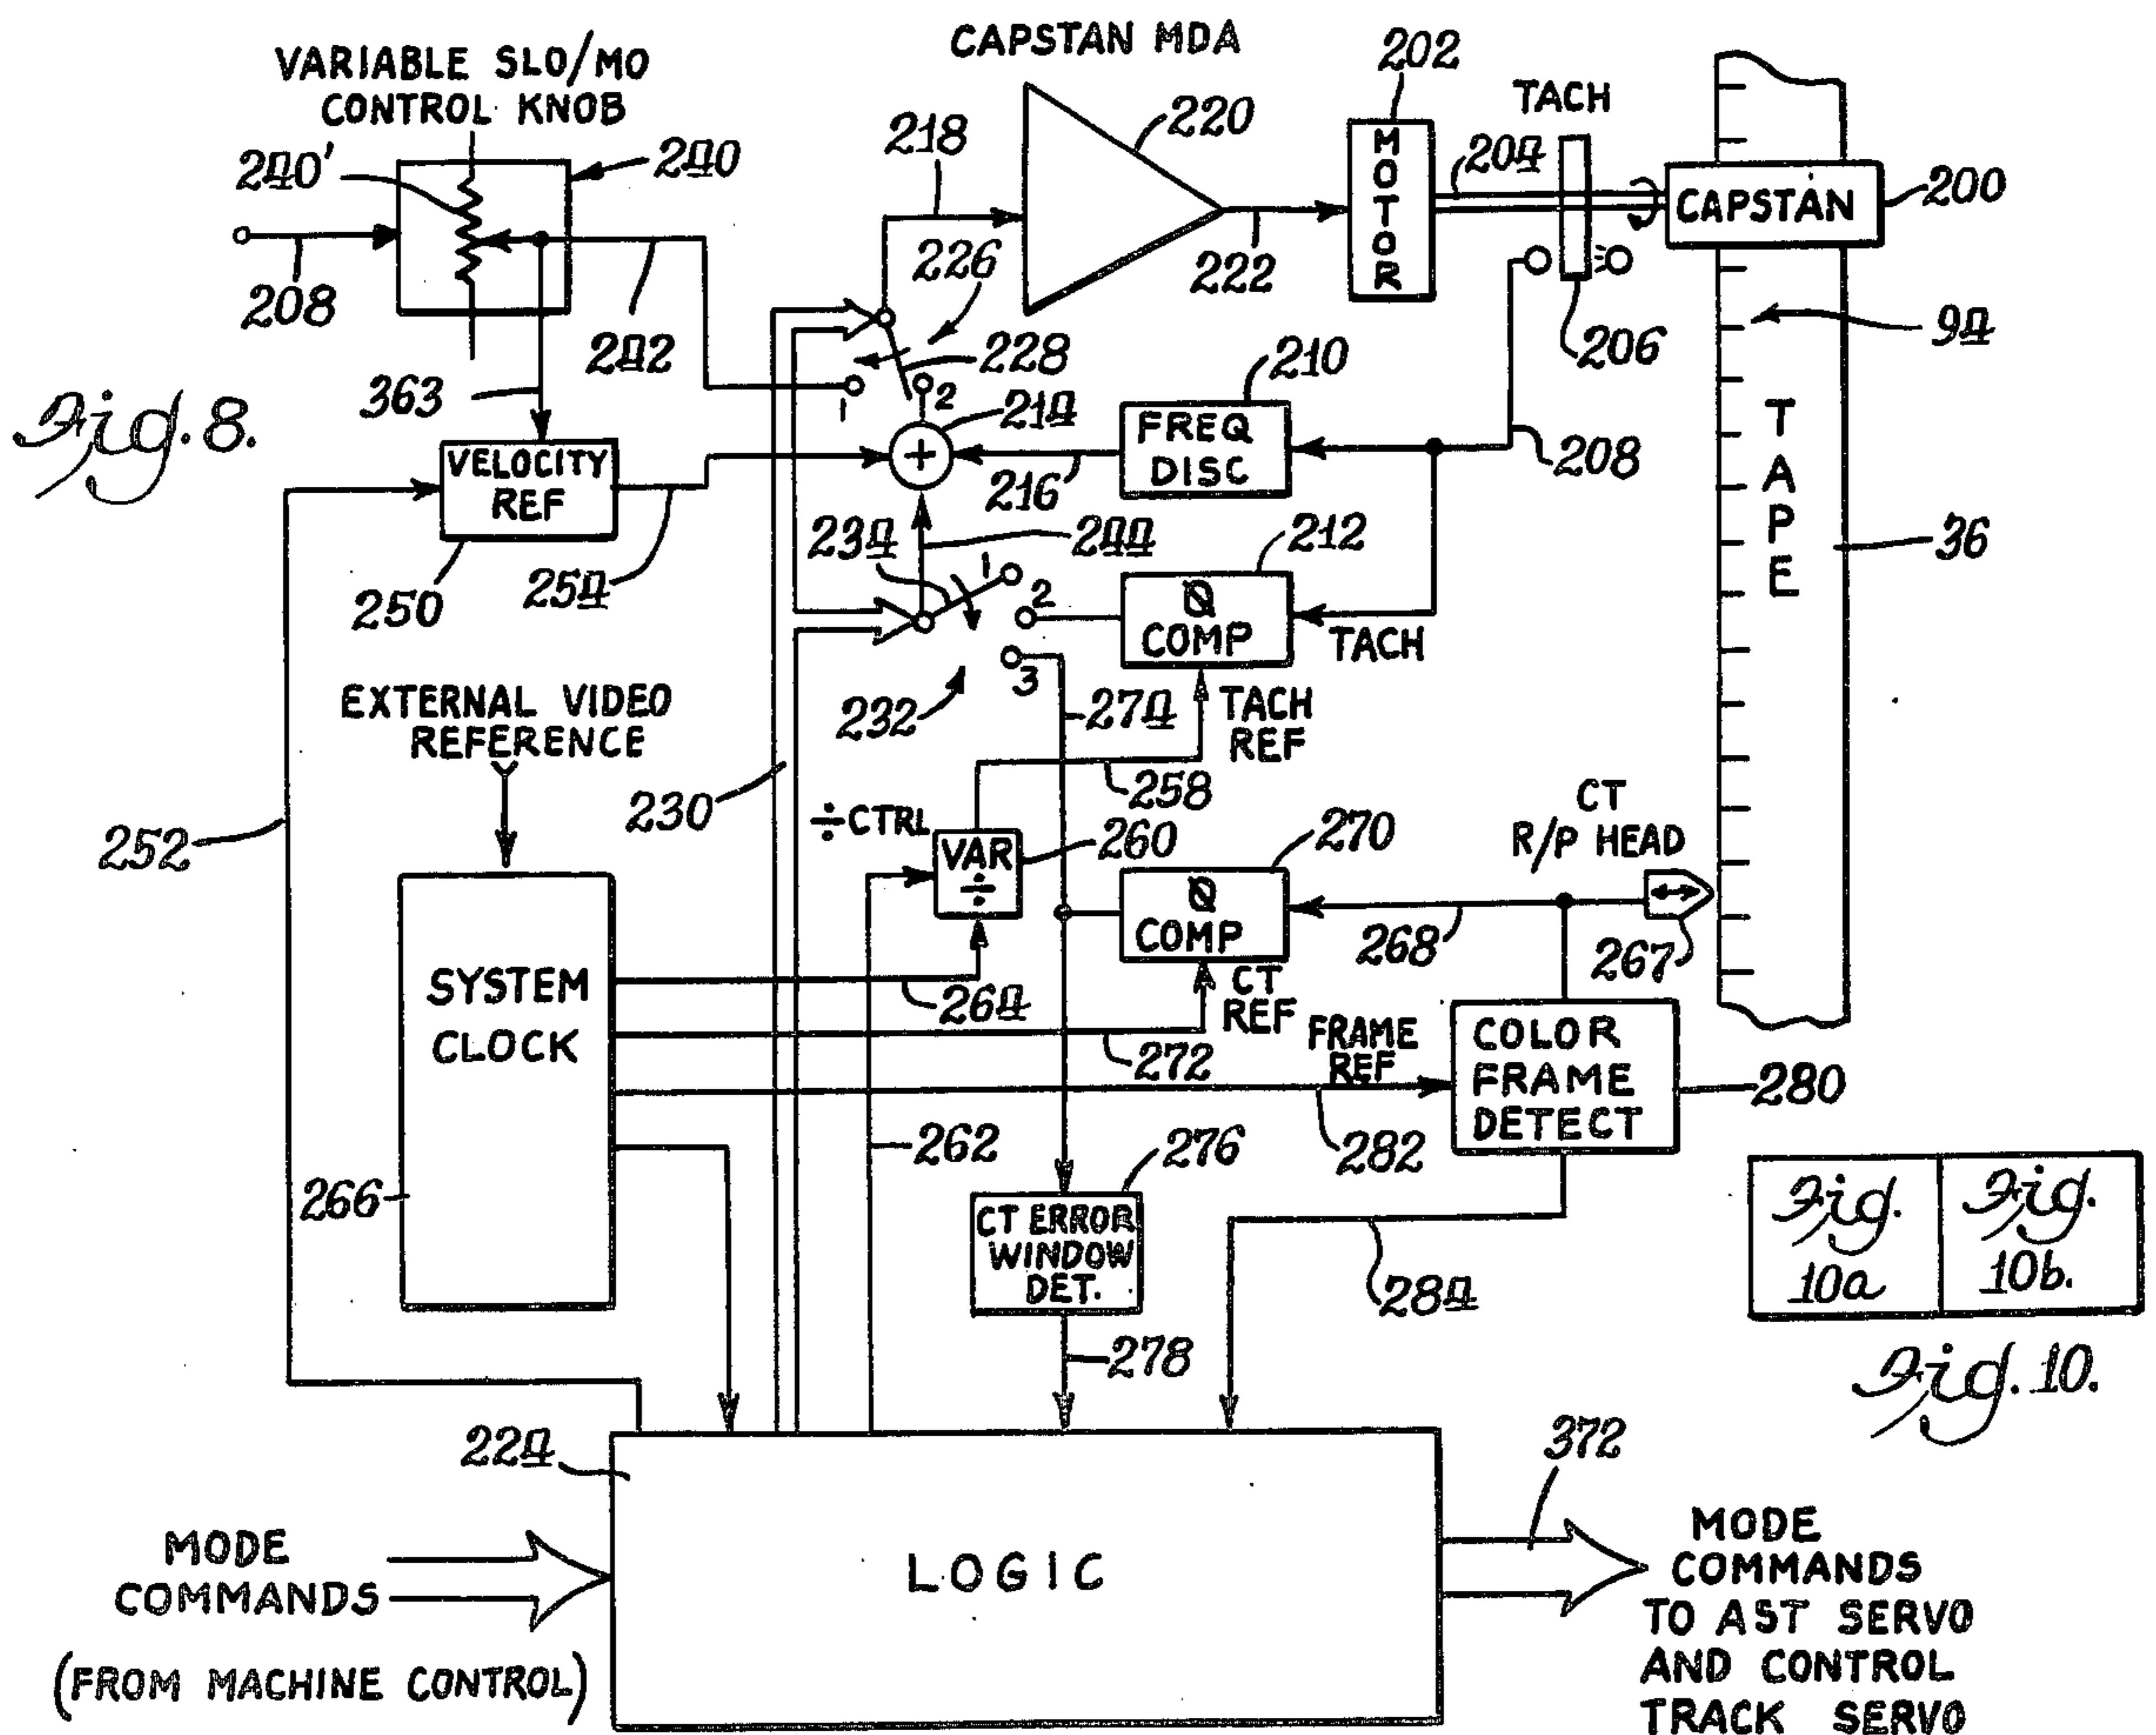 CAPSTAN MDA
VARIABLE SLO/MO
CONTROL KNOB
202
TACH
240'
240
218
220
204
CAPSTAN
200
MOTOR
208
242
226
222
206
94
363
228
210
1
2
214
FREQ
DISC
208
Fig. 8.
VELOCITY
REF
216
TAPE
36
250
254
234
244
212
1
2
3
Ø
COMP
TACH
EXTERNAL VIDEO
REFERENCE
232
274
TACH
REF
230
258
CT
R/P HEAD
252
÷CTRL
VAR
÷
260
270
Ø
COMP
268
267
SYSTEM
CLOCK
264
CT
REF
272
FRAME
REF
COLOR
FRAME
DETECT
280
262
276
282
266
CT ERROR
WINDOW
DET.
284
Fig.
10a
Fig.
10b.
278
Fig. 10.
224
372
MODE
COMMANDS
(FROM MACHINE CONTROL)
LOGIC
MODE
COMMANDS
TO AST SERVO
AND CONTROL
TRACK SERVO